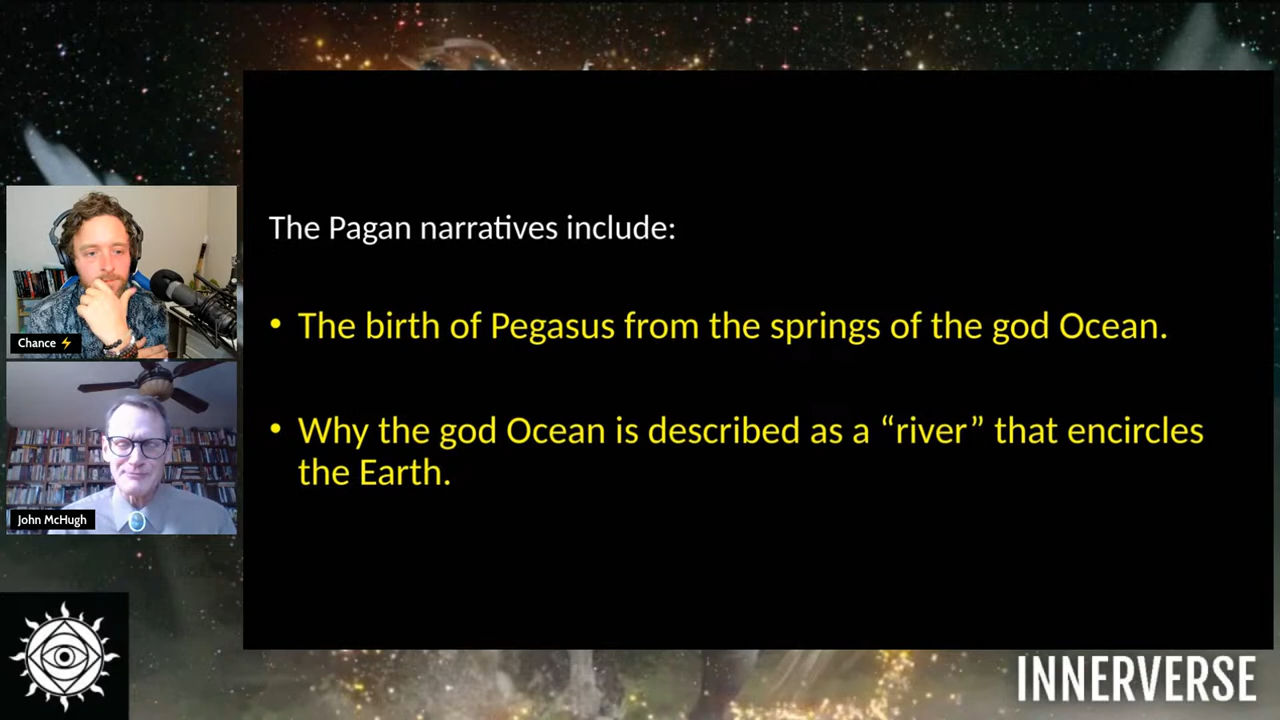 The Pagan narratives include:
• The birth of Pegasus from the springs of the god Ocean.
• Why the god Ocean is described as a “river” that encircles
the Earth.
Chance ⚡
John McHugh
INNERVERSE